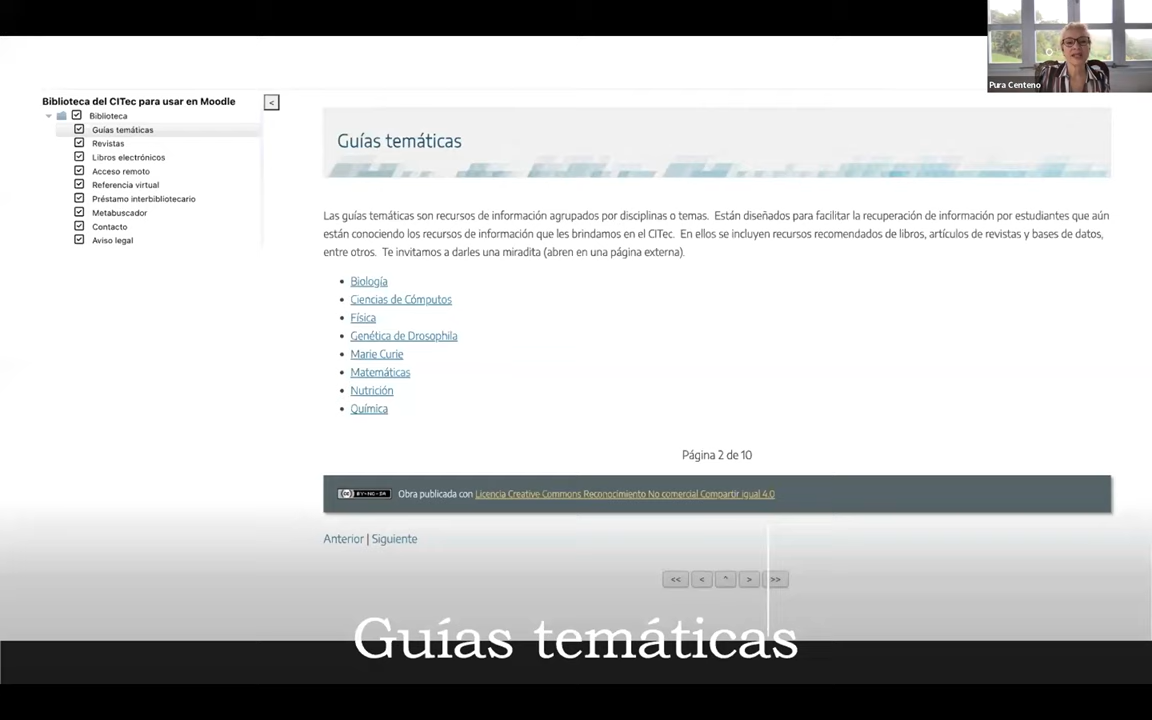 Pura Centeno
Biblioteca del CITec para usar en Moodle
<
Biblioteca
Guías temáticas
Revistas
Libros electrónicos
Acceso remoto
Referencia virtual
Préstamo interbibliotecario
Metabuscador
Contacto
Aviso legal
Guías temáticas
Las guías temáticas son recursos de información agrupados por disciplinas o temas. Están diseñados para facilitar la recuperación de información por estudiantes que aún
están conociendo los recursos de información que les brindamos en el CITec. En ellos se incluyen recursos recomendados de libros, artículos de revistas y bases de datos,
entre otros. Te invitamos a darles una miradita (abren en una página externa).
Biología
Ciencias de Cómputos
Física
Genética de Drosophila
Marie Curie
Matemáticas
Nutrición
Química
Página 2 de 10
cc BY-NC-SA Obra publicada con Licencia Creative Commons Reconocimiento No comercial Compartir igual 4.0
Anterior | Siguiente
<< < ^ > >>
Guías temáticas